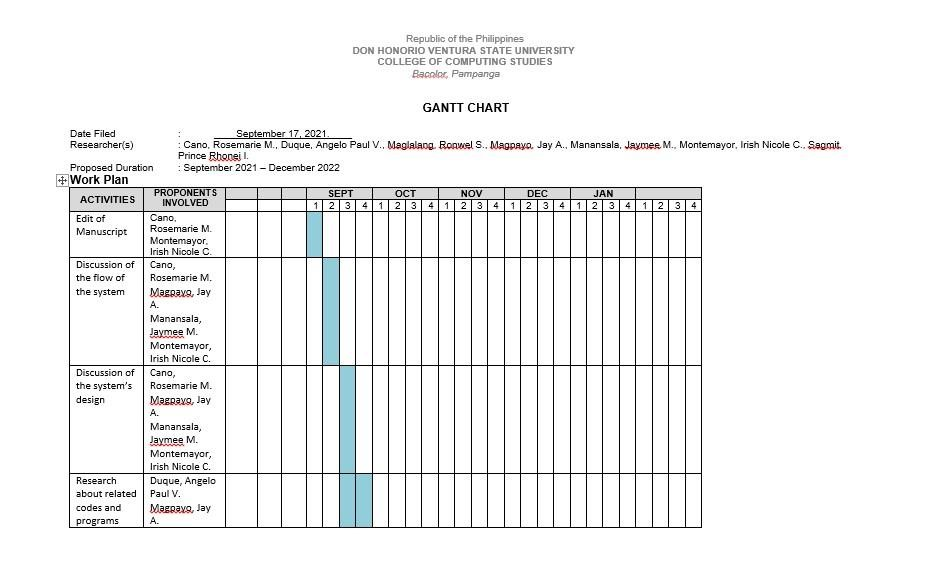 Republic of the Philippines
DON HONORIO VENTURA STATE UNIVERSITY
COLLEGE OF COMPUTING STUDIES
Bacolor, Pampanga
GANTT CHART
Date Filed : September 17, 2021.
Researcher(s) : Cano, Rosemarie M., Duque, Angelo Paul V., Maglalang, Ronwel S., Magpayo, Jay A., Manansala, Jaymee M., Montemayor, Irish Nicole C., Sagmit,
Prince Rhonei I.
Proposed Duration : September 2021 – December 2022
Work Plan
ACTIVITIES PROPONENTS INVOLVED SEPT OCT NOV DEC JAN
1 2 3 4 1 2 3 4 1 2 3 4 1 2 3 4 1 2 3 4 1 2 3 4
Edit of
Manuscript
Cano,
Rosemarie M.
Montemayor,
Irish Nicole C.
Discussion of
the flow of
the system
Cano,
Rosemarie M.
Magpayo, Jay
A.
Manansala,
Jaymee M.
Montemayor,
Irish Nicole C.
Discussion of
the system's
design
Cano,
Rosemarie M.
Magpayo, Jay
A.
Manansala,
Jaymee M.
Montemayor,
Irish Nicole C.
Research
about related
codes and
programs
Duque, Angelo
Paul V.
Magpayo, Jay
A.